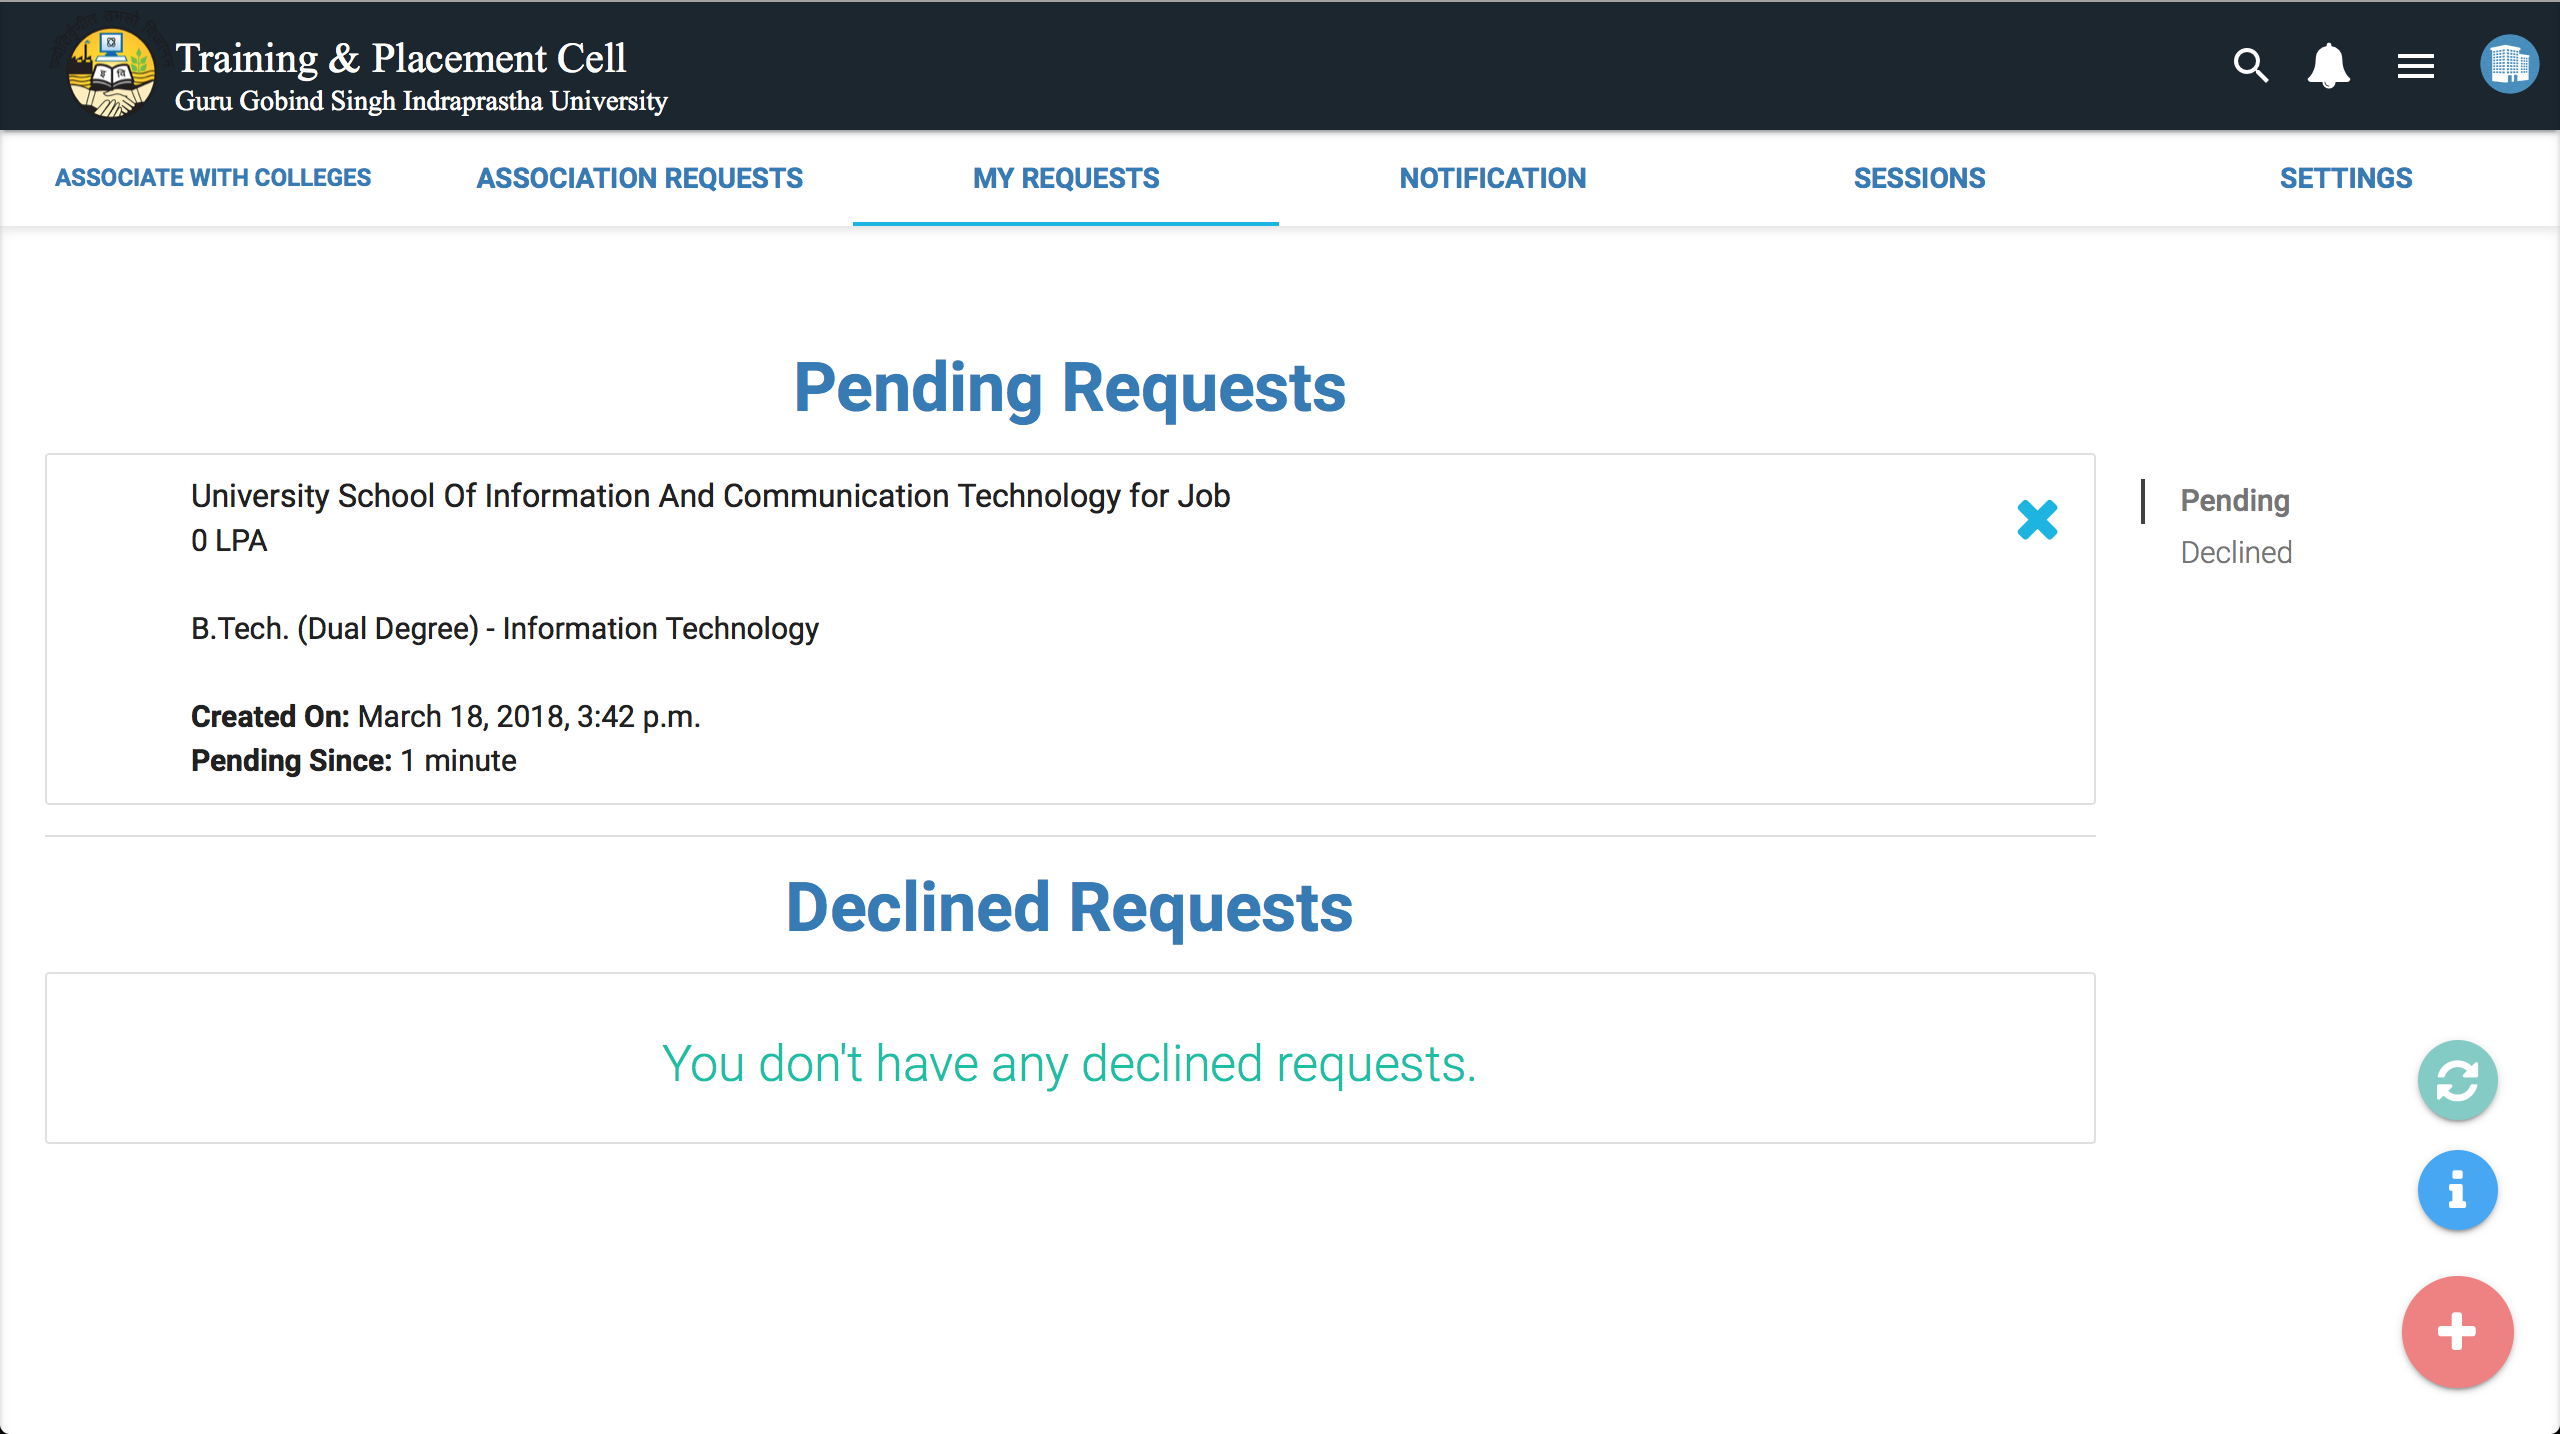 Training & Placement Cell
Guru Gobind Singh Indraprastha University
ASSOCIATE WITH COLLEGES
ASSOCIATION REQUESTS
MY REQUESTS
NOTIFICATION
SESSIONS
SETTINGS
Pending Requests
University School Of Information And Communication Technology for Job
0 LPA
B.Tech. (Dual Degree) - Information Technology
Created On: March 18, 2018, 3:42 p.m.
Pending Since: 1 minute
Pending
Declined
Declined Requests
You don't have any declined requests.